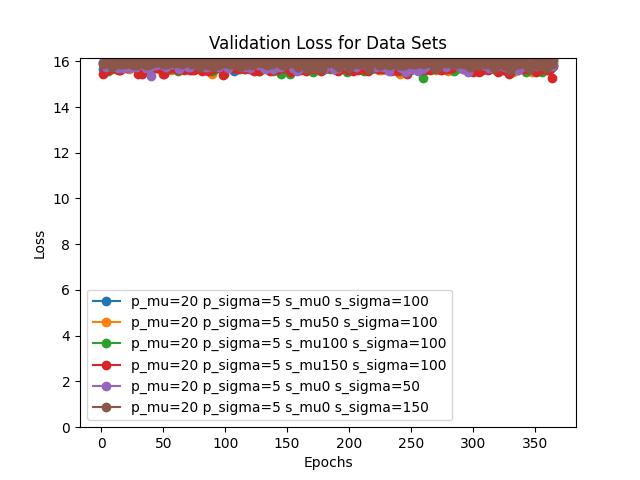 Validation Loss for Data Sets
16
14
12
10
8
6
4
2
0
Loss
p_mu=20 p_sigma=5 s_mu0 s_sigma=100
p_mu=20 p_sigma=5 s_mu50 s_sigma=100
p_mu=20 p_sigma=5 s_mu100 s_sigma=100
p_mu=20 p_sigma=5 s_mu150 s_sigma=100
p_mu=20 p_sigma=5 s_mu0 s_sigma=50
p_mu=20 p_sigma=5 s_mu0 s_sigma=150
0 50 100 150 200 250 300 350
Epochs